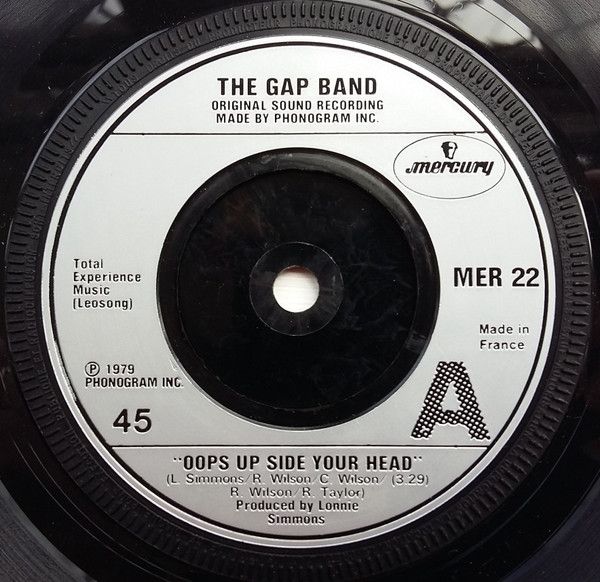 THE GAP BAND
ORIGINAL SOUND RECORDING
MADE BY PHONOGRAM INC.
mercury
Total
Experience
Music
(Leosong)
MER 22
Made in
France
℗ 1979
PHONOGRAM INC.
45
A
"OOPS UP SIDE YOUR HEAD"
(L. Simmons/R. Wilson/C. Wilson/ (3.29)
R. Wilson/R. Taylor)
Produced by Lonnie
Simmons